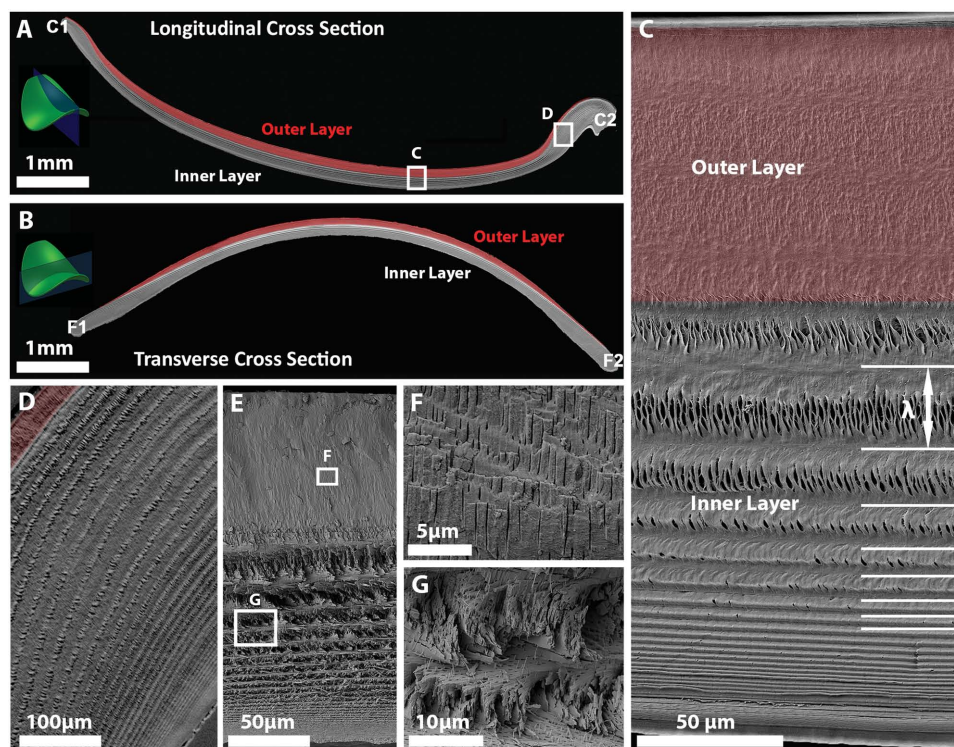 A
C1
Longitudinal Cross Section
Outer Layer
Inner Layer
C
D
C2
1mm
B
Outer Layer
Inner Layer
F1
F2
1mm
Transverse Cross Section
C
Outer Layer
λ
Inner Layer
50 μm
D
100μm
E
F
G
50μm
F
5μm
G
10μm